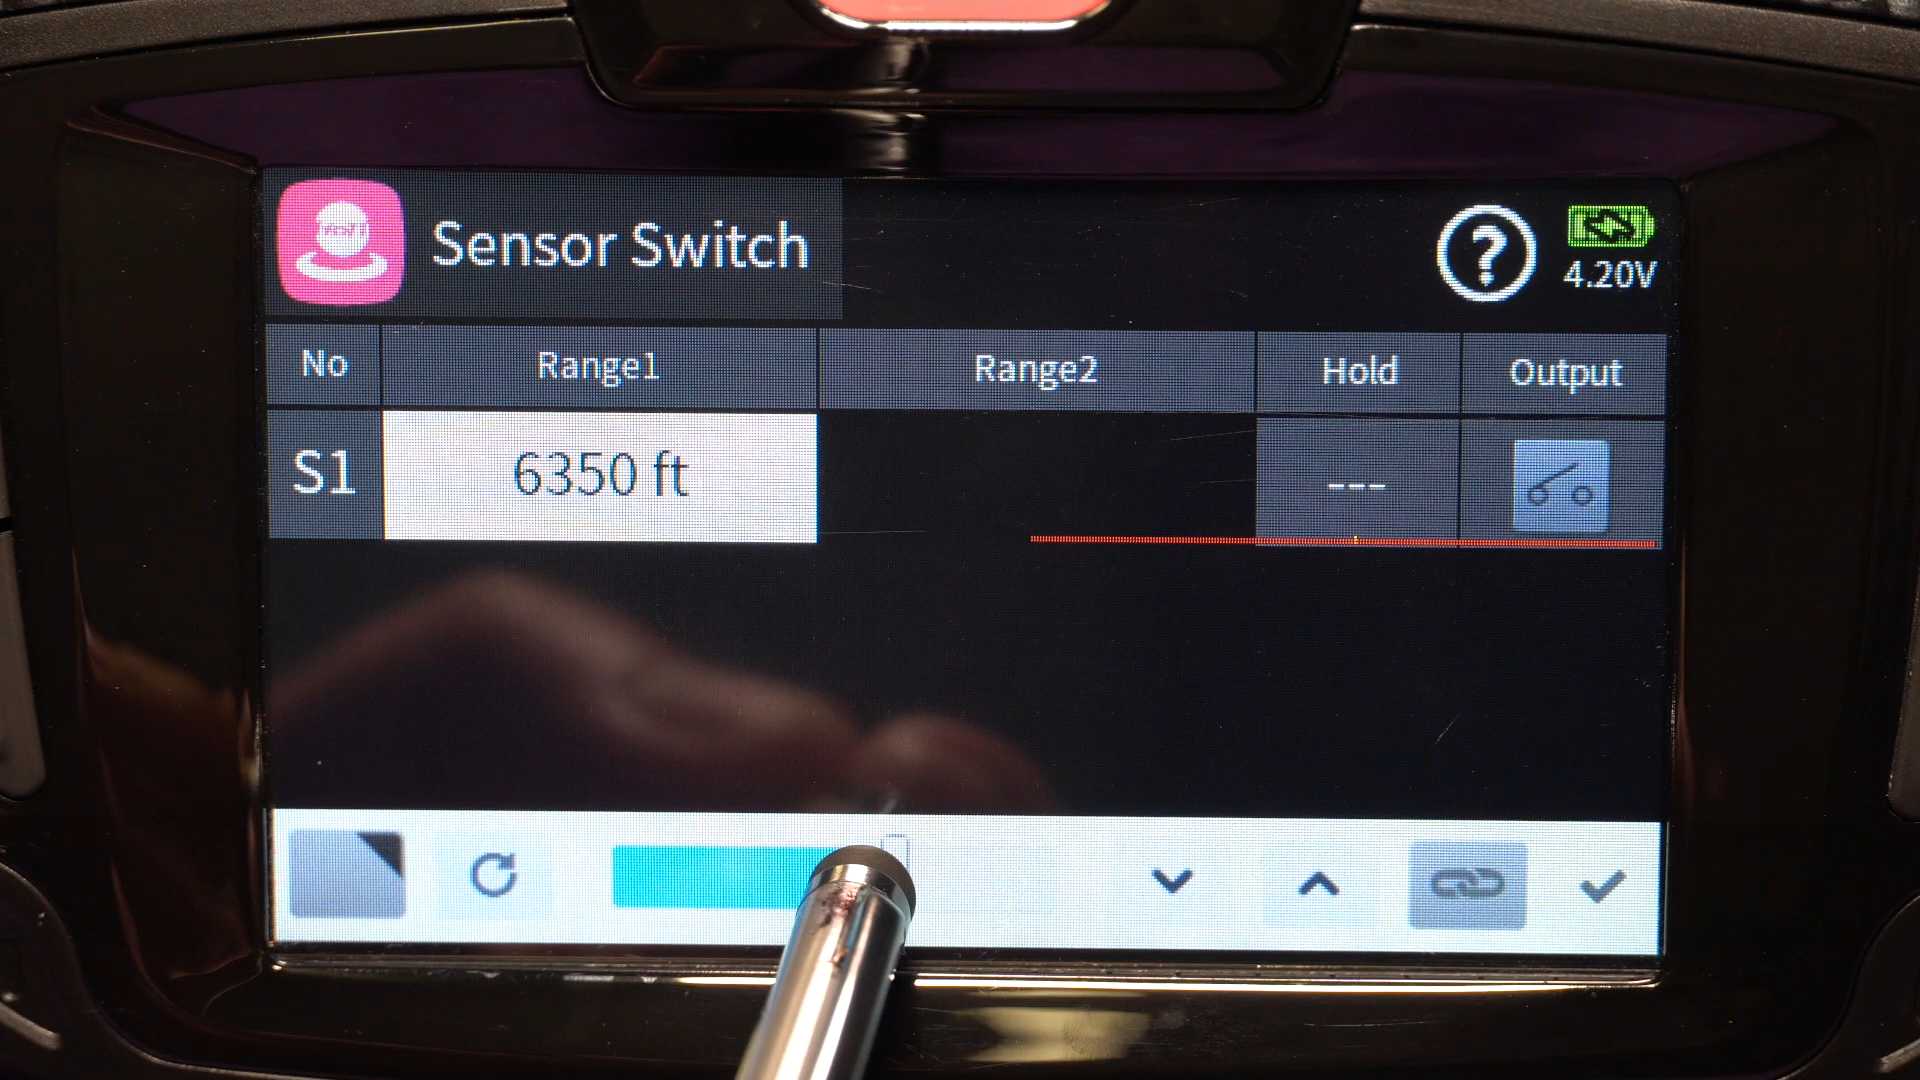 Sensor Switch
4.20V
No Range1 Range2 Hold Output
S1 6350 ft ---